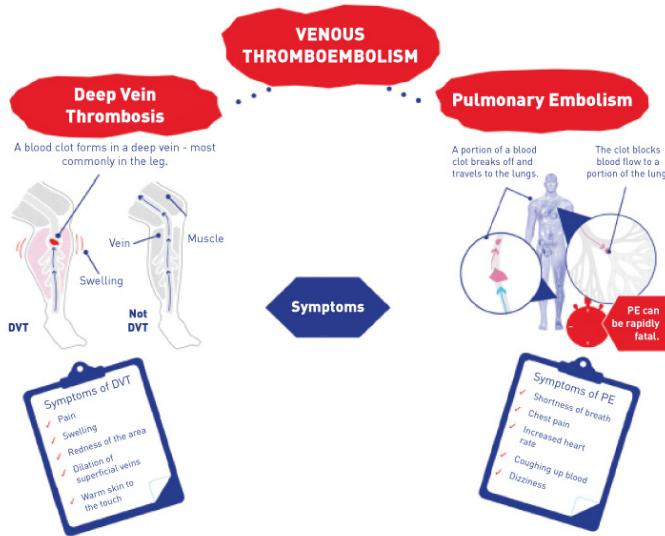 VENOUS
THROMBOEMBOLISM
Deep Vein
Thrombosis
A blood clot forms in a deep vein - most
commonly in the leg.
Vein
Muscle
Swelling
DVT
Not
DVT
Pulmonary Embolism
A portion of a blood
clot breaks off and
travels to the lungs.
The clot blocks
blood flow to a
portion of the lung
PE can
be rapidly
fatal.
Symptoms
Symptoms of DVT
✓ Pain
✓ Swelling
✓ Redness of the area
✓ Dilation of
superficial veins
✓ Warm skin to
the touch
Symptoms of PE
✓ Shortness of breath
✓ Chest pain
✓ Increased heart
rate
✓ Coughing up blood
✓ Dizziness